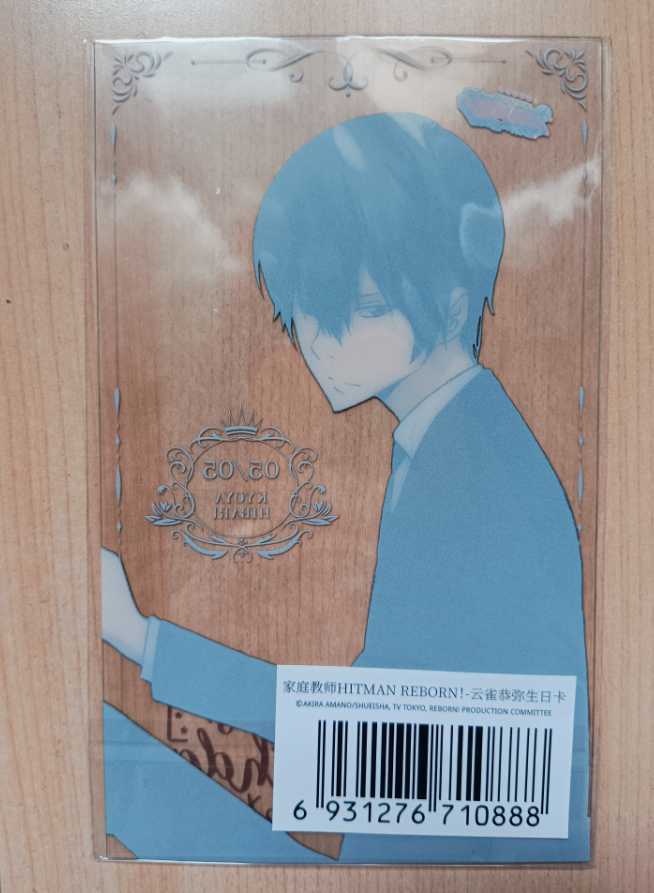 05/05
KYOYA
HIBARI
家庭教师HITMAN REBORN!-云雀恭弥生日卡
©AKIRA AMANO/SHUEISHA, TV TOKYO, REBORN! PRODUCTION COMMITTEE
6 931276 710888